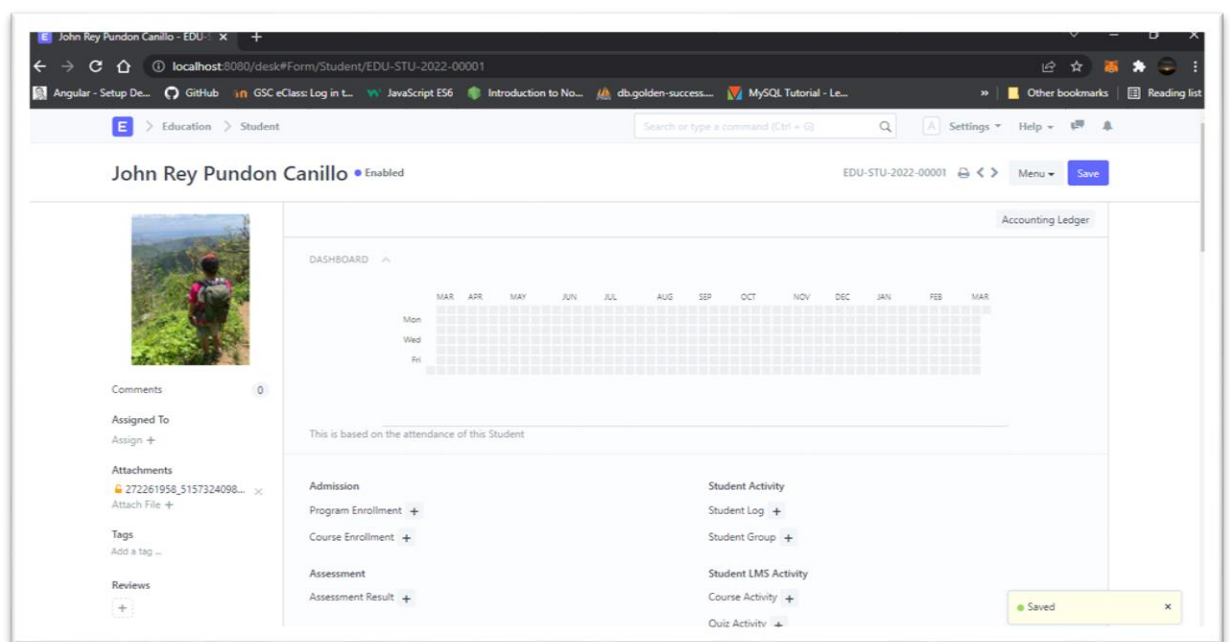 E John Rey Pundon Canillo - EDU-S × +
localhost:8080/desk#Form/Student/EDU-STU-2022-00001
Angular - Setup De... GitHub in GSC eClass: Log in t... JavaScript ES6 Introduction to No... db.golden-success.... MySQL Tutorial - Le... » Other bookmarks Reading list
E > Education > Student Search or type a command (Ctrl + G) A Settings Help
John Rey Pundon Canillo Enabled EDU-STU-2022-00001 < > Menu Save
Accounting Ledger
DASHBOARD
MAR APR MAY JUN JUL AUG SEP OCT NOV DEC JAN FEB MAR
Mon
Wed
Fri
Comments 0
Assigned To
Assign +
This is based on the attendance of this Student
Attachments
272261958_5157324098... ×
Attach File +
Tags
Add a tag ...
Reviews
+
Admission
Program Enrollment +
Course Enrollment +
Assessment
Assessment Result +
Student Activity
Student Log +
Student Group +
Student LMS Activity
Course Activity +
Quiz Activity +
Saved ×